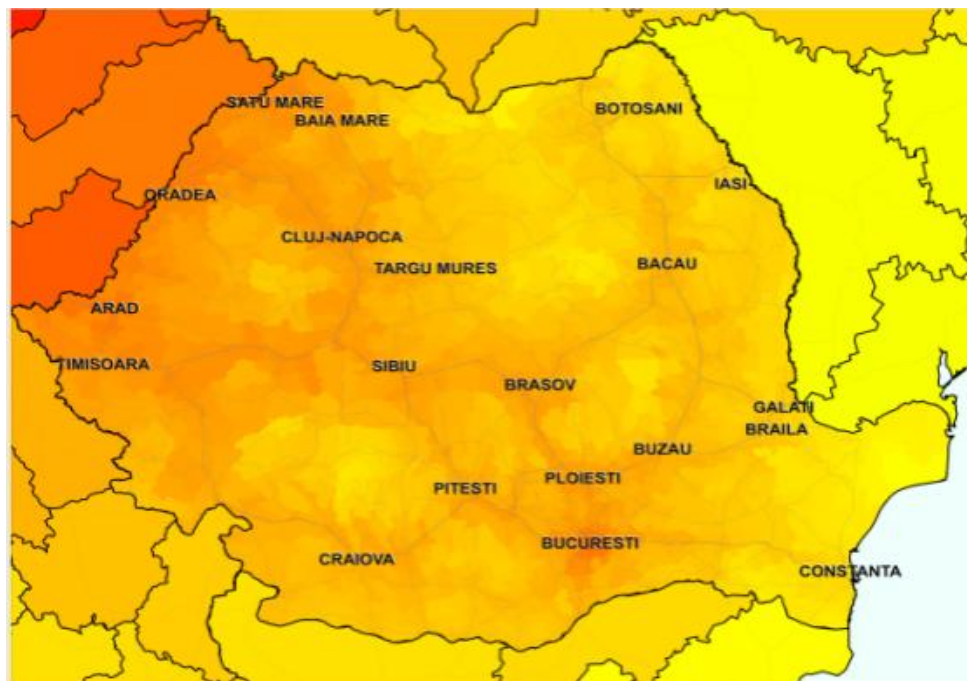 SATU MARE
BAIA MARE
BOTOSANI
ORADEA
IASI
CLUJ-NAPOCA
TARGU MURES
BACAU
ARAD
TIMISOARA
SIBIU
BRASOV
GALATI
BRAILA
BUZAU
PITESTI
PLOIESTI
BUCURESTI
CRAIOVA
CONSTANTA